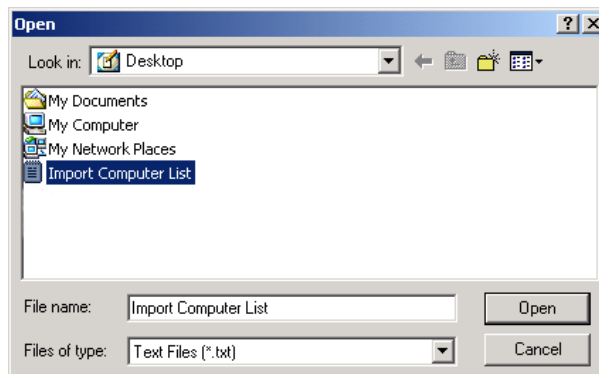 Open
Look in: Desktop
My Documents
My Computer
My Network Places
Import Computer List
File name: Import Computer List Open
Files of type: Text Files (*.txt) Cancel